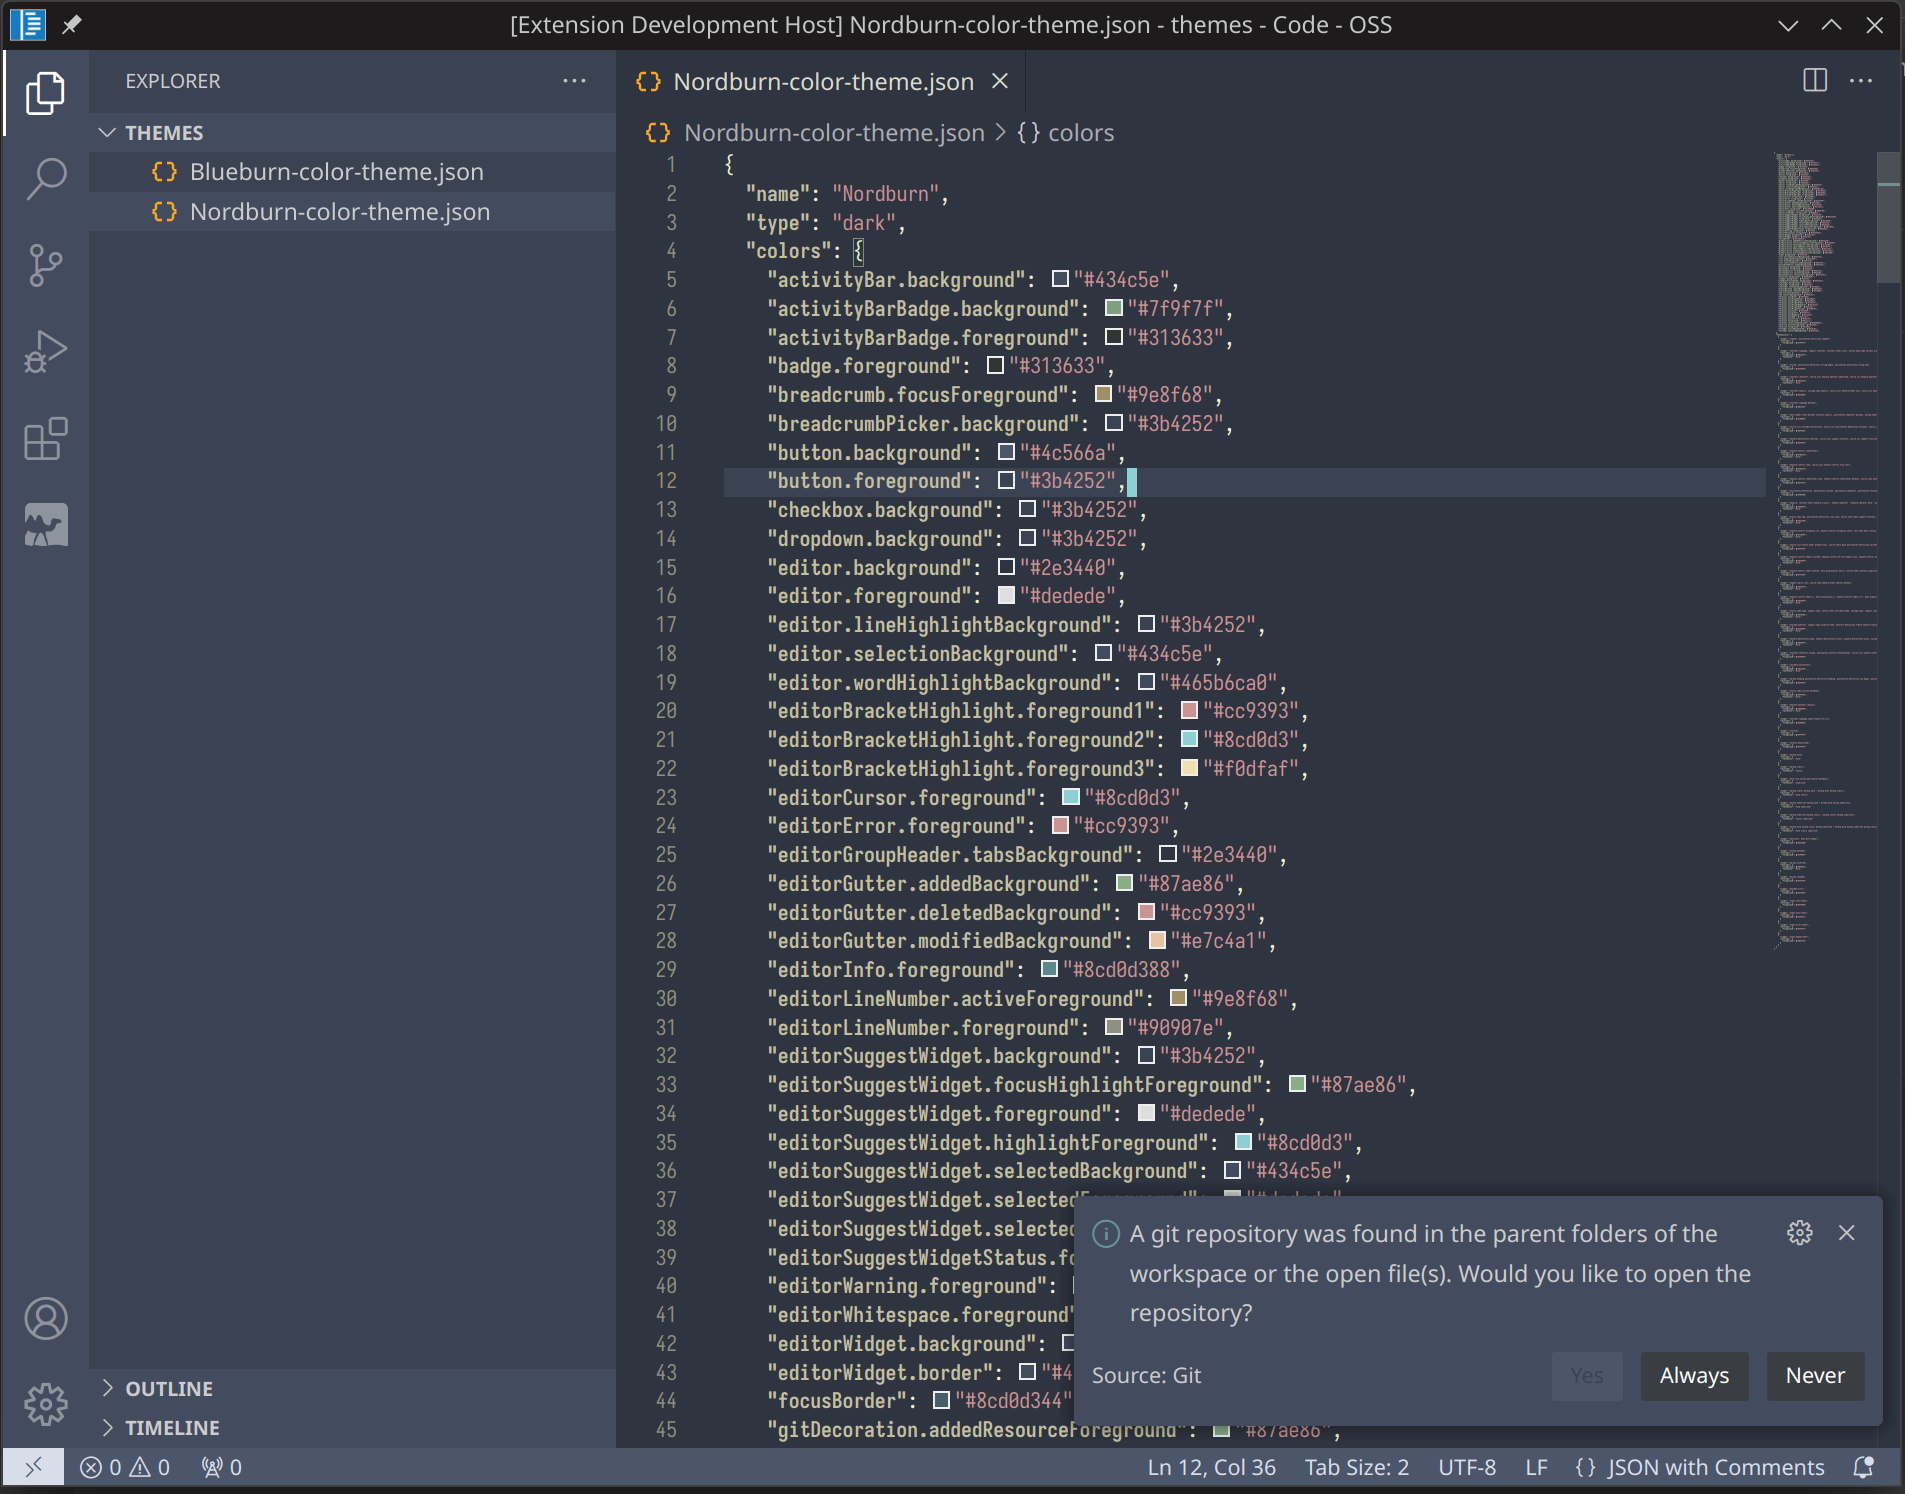 [Extension Development Host] Nordburn-color-theme.json - themes - Code - OSS
EXPLORER
THEMES
Blueburn-color-theme.json
Nordburn-color-theme.json
OUTLINE
TIMELINE
Nordburn-color-theme.json
Nordburn-color-theme.json > {} colors
1 {
2 "name": "Nordburn",
3 "type": "dark",
4 "colors": {
5 "activityBar.background": "#434c5e",
6 "activityBarBadge.background": "#7f9f7f",
7 "activityBarBadge.foreground": "#313633",
8 "badge.foreground": "#313633",
9 "breadcrumb.focusForeground": "#9e8f68",
10 "breadcrumbPicker.background": "#3b4252",
11 "button.background": "#4c566a",
12 "button.foreground": "#3b4252",
13 "checkbox.background": "#3b4252",
14 "dropdown.background": "#3b4252",
15 "editor.background": "#2e3440",
16 "editor.foreground": "#dedede",
17 "editor.lineHighlightBackground": "#3b4252",
18 "editor.selectionBackground": "#434c5e",
19 "editor.wordHighlightBackground": "#465b6ca0",
20 "editorBracketHighlight.foreground1": "#cc9393",
21 "editorBracketHighlight.foreground2": "#8cd0d3",
22 "editorBracketHighlight.foreground3": "#f0dfaf",
23 "editorCursor.foreground": "#8cd0d3",
24 "editorError.foreground": "#cc9393",
25 "editorGroupHeader.tabsBackground": "#2e3440",
26 "editorGutter.addedBackground": "#87ae86",
27 "editorGutter.deletedBackground": "#cc9393",
28 "editorGutter.modifiedBackground": "#e7c4a1",
29 "editorInfo.foreground": "#8cd0d388",
30 "editorLineNumber.activeForeground": "#9e8f68",
31 "editorLineNumber.foreground": "#90907e",
32 "editorSuggestWidget.background": "#3b4252",
33 "editorSuggestWidget.focusHighlightForeground": "#87ae86",
34 "editorSuggestWidget.foreground": "#dedede",
35 "editorSuggestWidget.highlightForeground": "#8cd0d3",
36 "editorSuggestWidget.selectedBackground": "#434c5e",
37 "editorSuggestWidget.selected
38 "editorSuggestWidget.selected
39 "editorSuggestWidgetStatus.fo
40 "editorWarning.foreground":
41 "editorWhitespace.foreground"
42 "editorWidget.background":
43 "editorWidget.border": "#4
44 "focusBorder": "#8cd0d344"
45 "gitDecoration.addedResourceForeground": "#87ae86",
A git repository was found in the parent folders of the
workspace or the open file(s). Would you like to open the
repository?
Source: Git
Yes Always Never
0 0 0
Ln 12, Col 36 Tab Size: 2 UTF-8 LF {} JSON with Comments